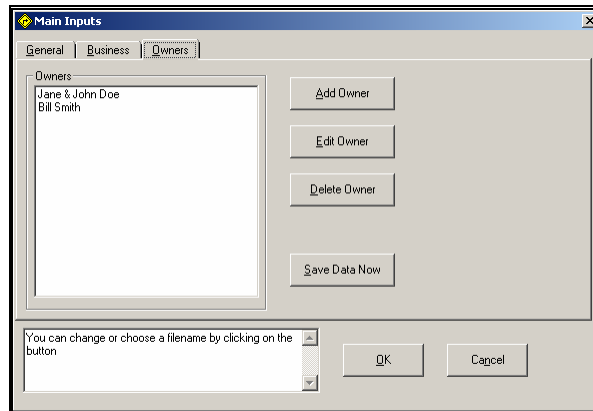 Main Inputs
General
Business
Owners
Owners
Jane & John Doe
Bill Smith
Add Owner
Edit Owner
Delete Owner
Save Data Now
You can change or choose a filename by clicking on the
button
OK
Cancel